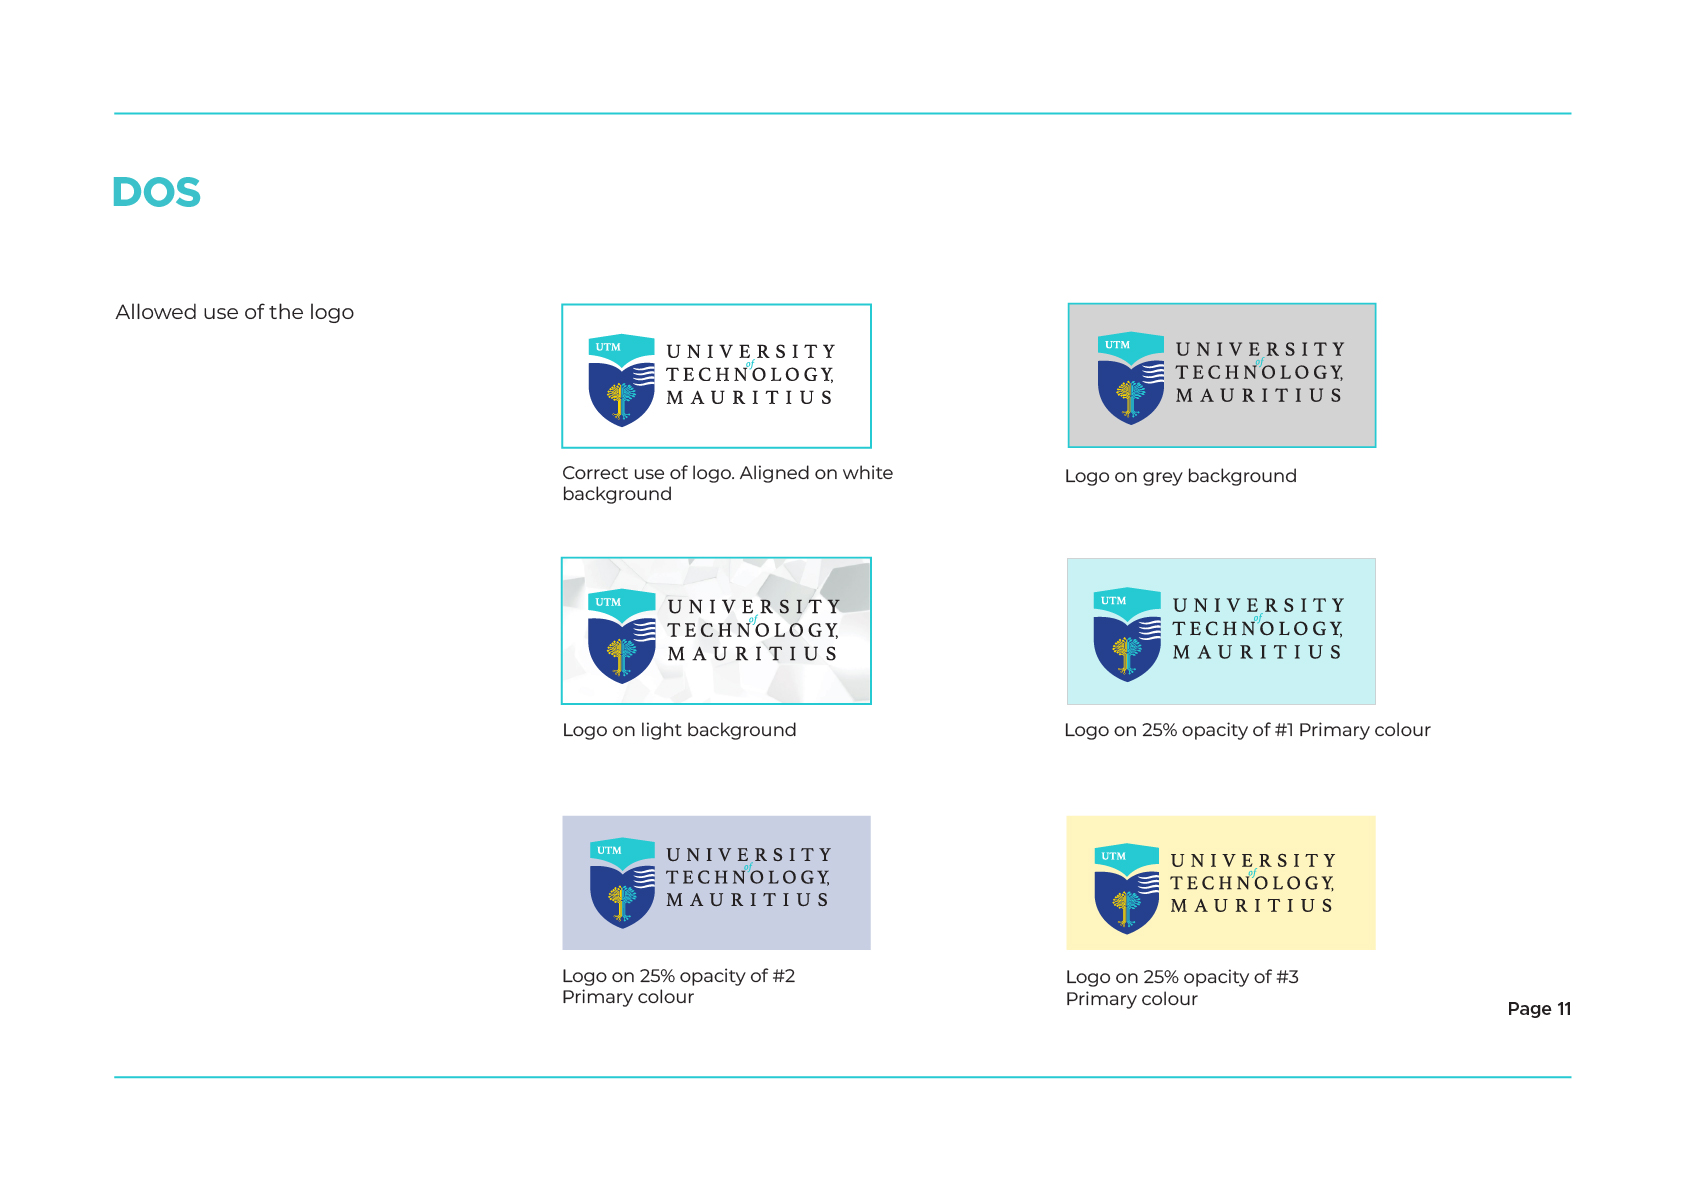 DOS
Allowed use of the logo
UTM
UNIVERSITY
of
TECHNOLOGY,
MAURITIUS
Correct use of logo. Aligned on white
background
UTM
UNIVERSITY
of
TECHNOLOGY,
MAURITIUS
Logo on grey background
UTM
UNIVERSITY
of
TECHNOLOGY,
MAURITIUS
Logo on light background
UTM
UNIVERSITY
of
TECHNOLOGY,
MAURITIUS
Logo on 25% opacity of #1 Primary colour
UTM
UNIVERSITY
of
TECHNOLOGY,
MAURITIUS
Logo on 25% opacity of #2
Primary colour
UTM
UNIVERSITY
of
TECHNOLOGY,
MAURITIUS
Logo on 25% opacity of #3
Primary colour
Page 11